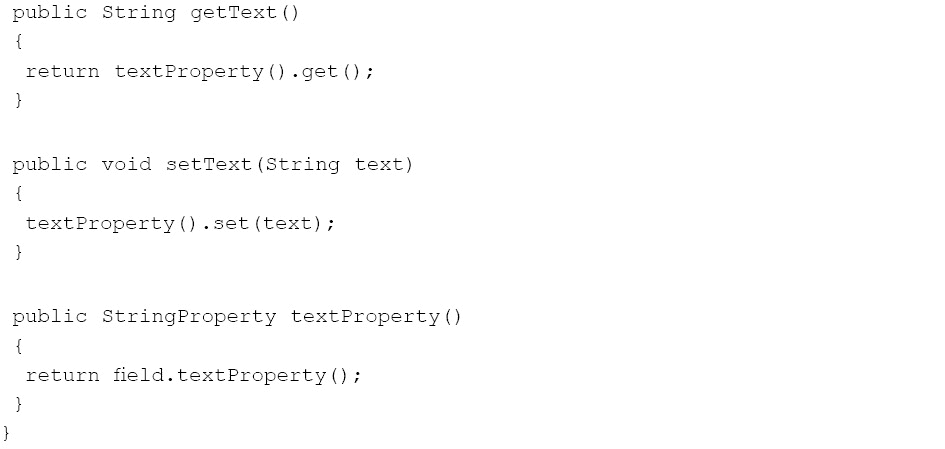 public String getText()
{
return textProperty().get();
}
public void setText(String text)
{
textProperty().set(text);
}
public StringProperty textProperty()
{
return field.textProperty();
}
}